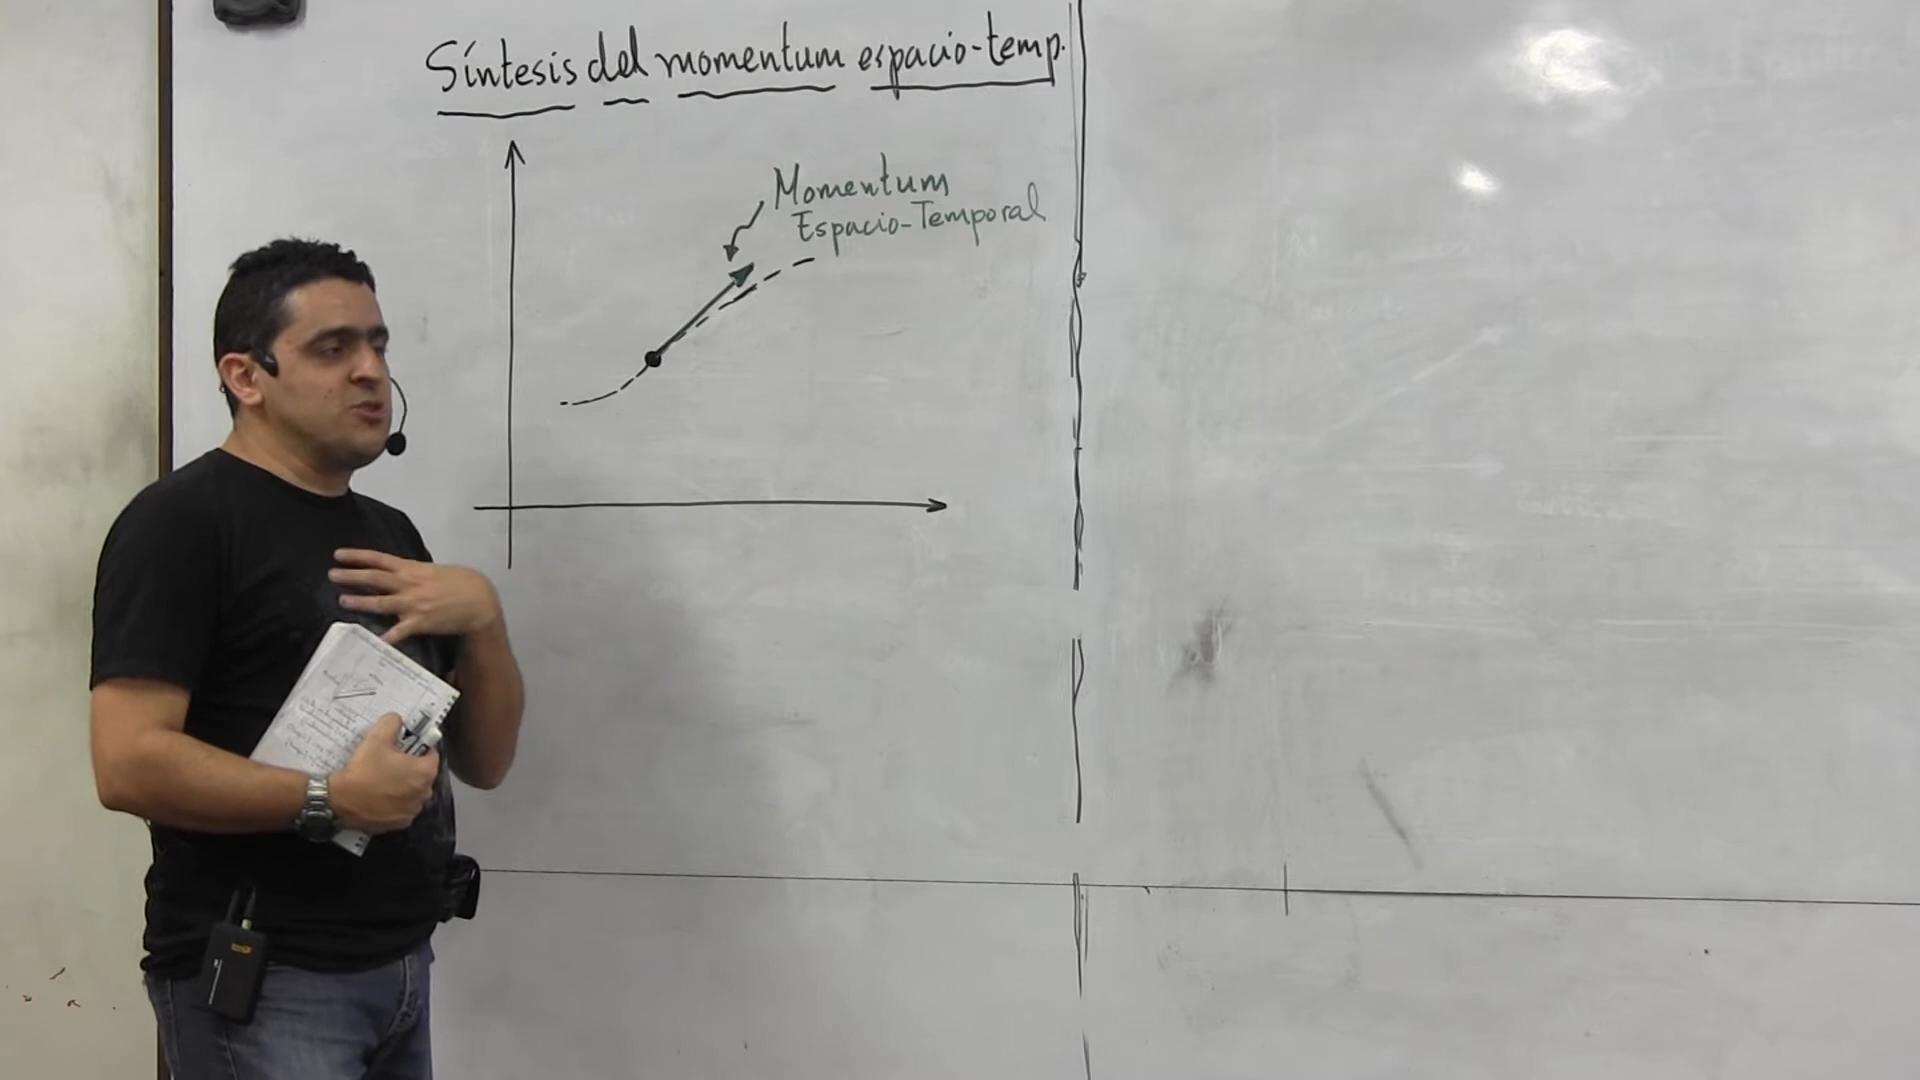 Síntesis del momentum espacio-temp.
Momentum
Espacio-Temporal